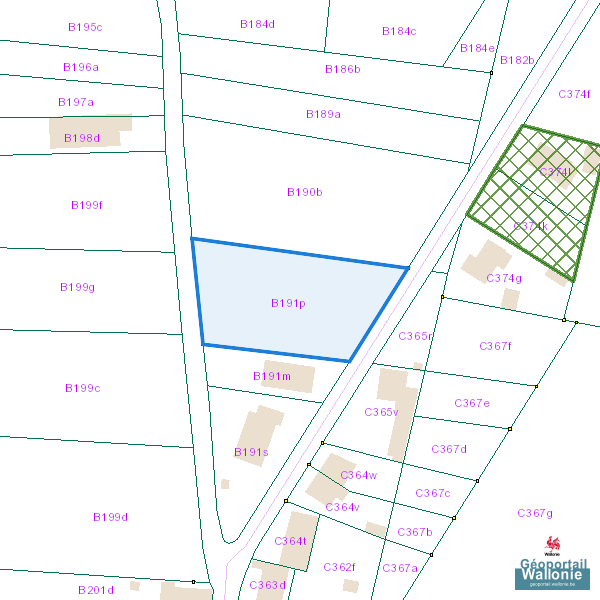 B195c
B184d
B184c
B184e
B182b
B196a
B186b
C374f
B197a
B189a
B198d
C374l
B190b
B199f
C374k
C374g
B199g
B191p
C365r
C367f
B191m
B199c
C367e
C365v
B191s
C367d
C364w
C367c
C364v
C367g
B199d
C367b
C364t
Wallonie
C362f
C367a
Géoportail
Wallonie
geoportail.wallonie.be
B201d
C363d